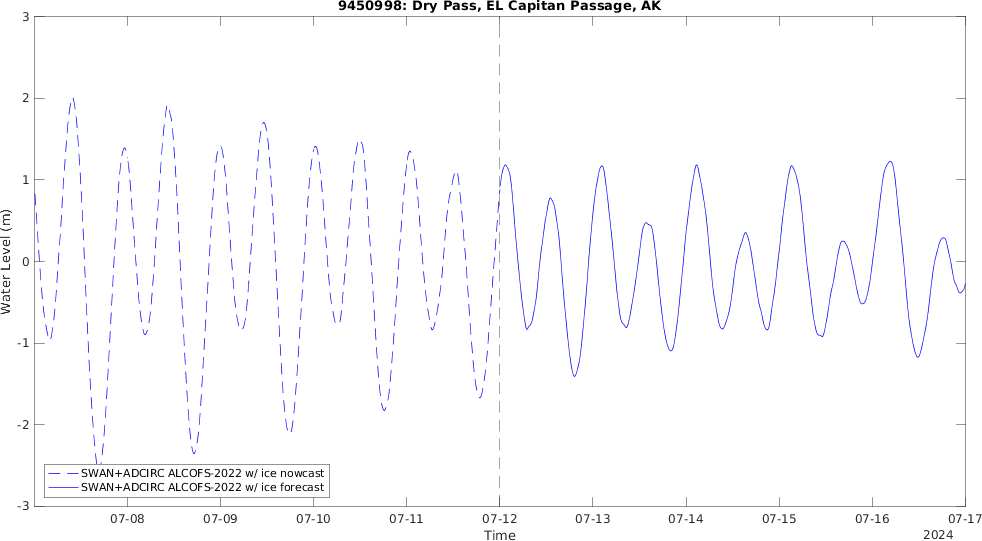 9450998: Dry Pass, EL Capitan Passage, AK
3
2
1
0
-1
-2
-3
Water Level (m)
SWAN+ADCIRC ALCOFS-2022 w/ ice nowcast
SWAN+ADCIRC ALCOFS-2022 w/ ice forecast
07-08 07-09 07-10 07-11 07-12 07-13 07-14 07-15 07-16 07-17
Time
2024